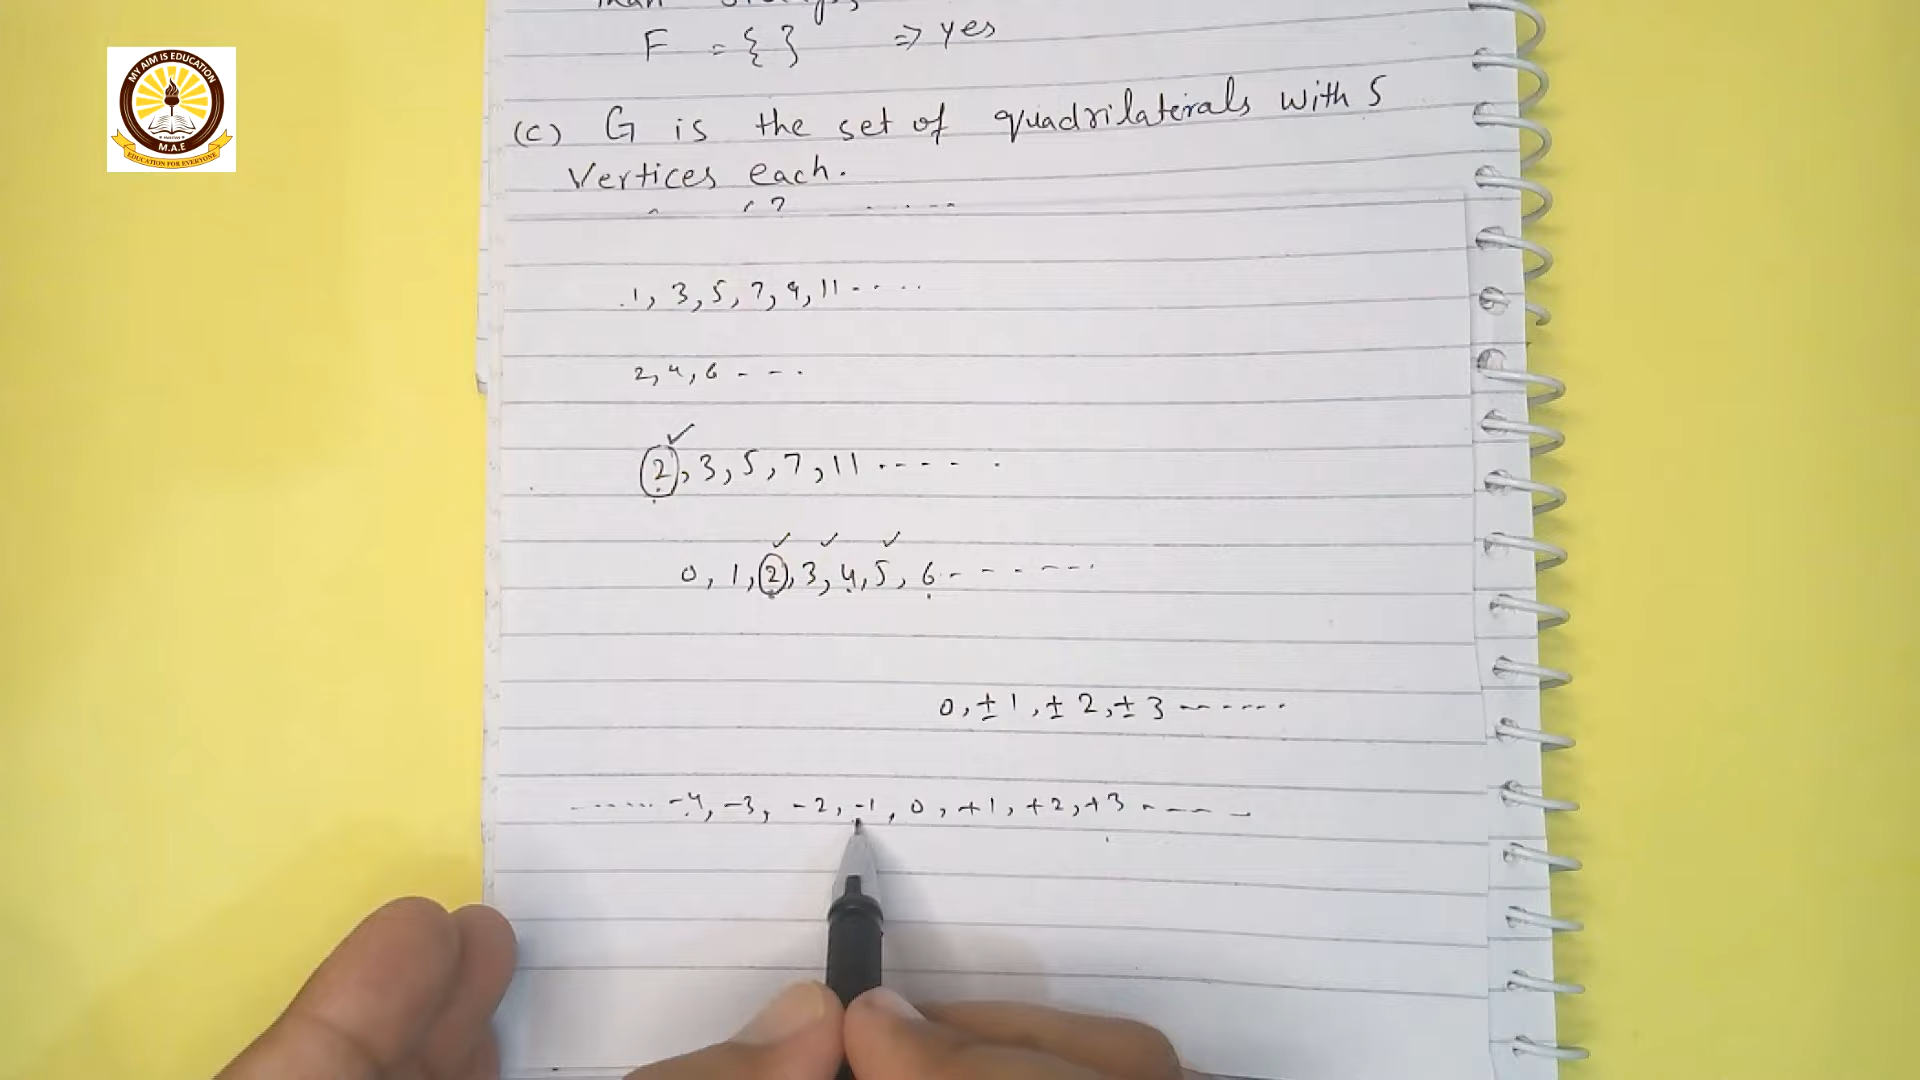 MY AIM IS EDUCATION
M.A.E
EDUCATION FOR EVERYONE
F = { } ⇒ yes
(c) G is the set of quadrilaterals with 5
Vertices each.
1, 3, 5, 7, 9, 11 .....
2, 4, 6 ---.
2, 3, 5, 7, 11 ..... .
0, 1, 2, 3, 4, 5, 6 -------
0, ±1, ±2, ±3 ------
...... -4, -3, -2, -1, 0, +1, +2, +3 -----